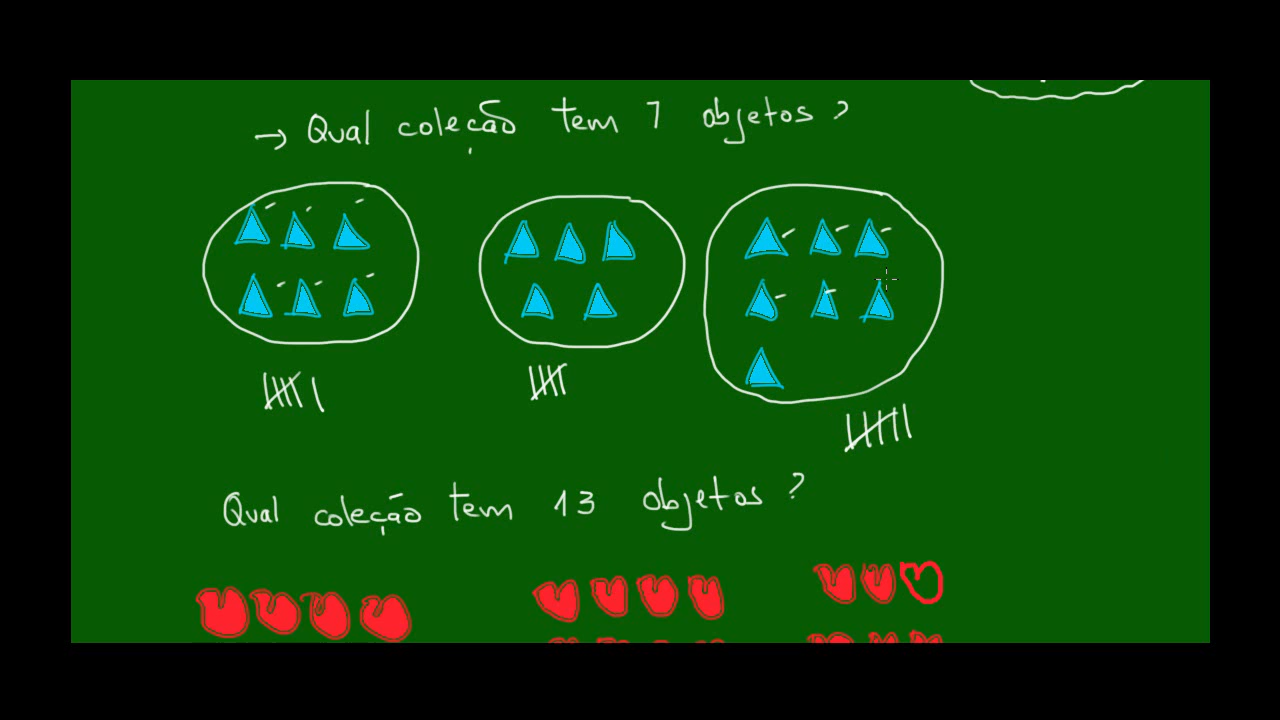 → Qual coleção tem 7 objetos?
Qual coleção tem 13 objetos?